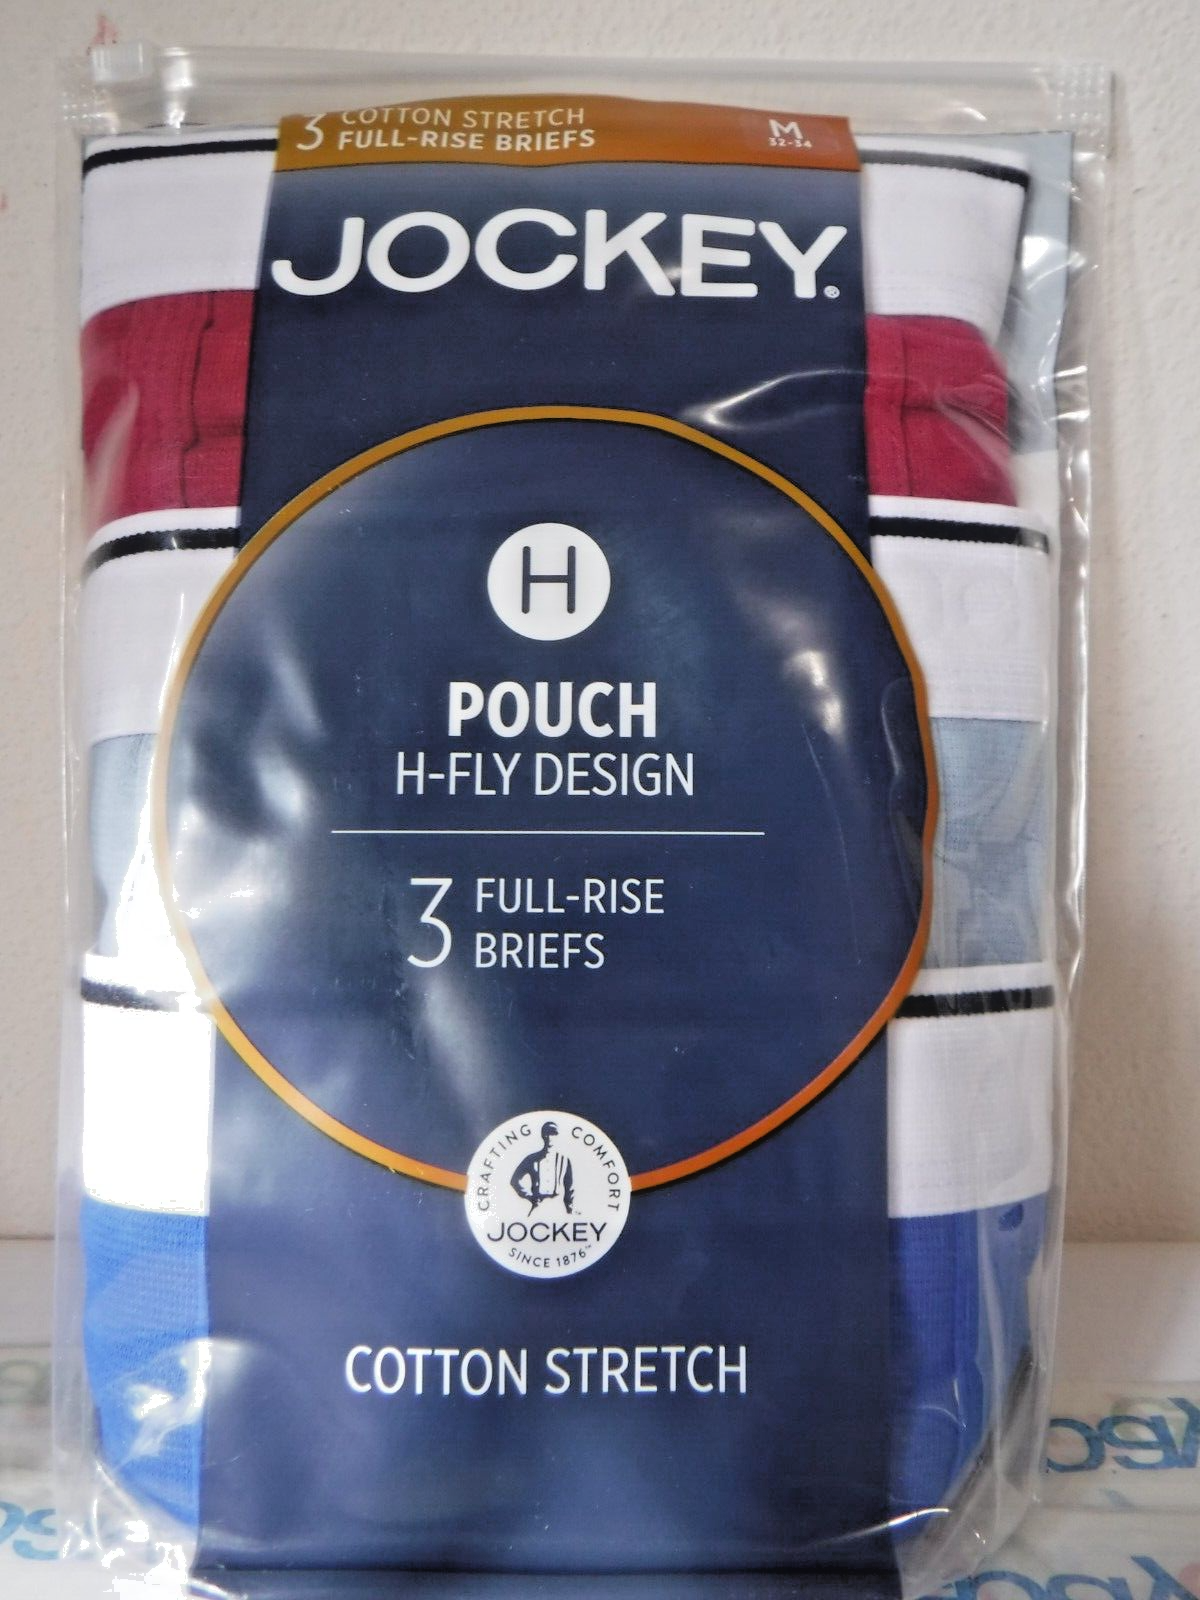 3 COTTON STRETCH
FULL-RISE BRIEFS
M
32-34
JOCKEY®
H
POUCH
H-FLY DESIGN
3 FULL-RISE
BRIEFS
CRAFTING COMFORT
JOCKEY
SINCE 1876™
COTTON STRETCH